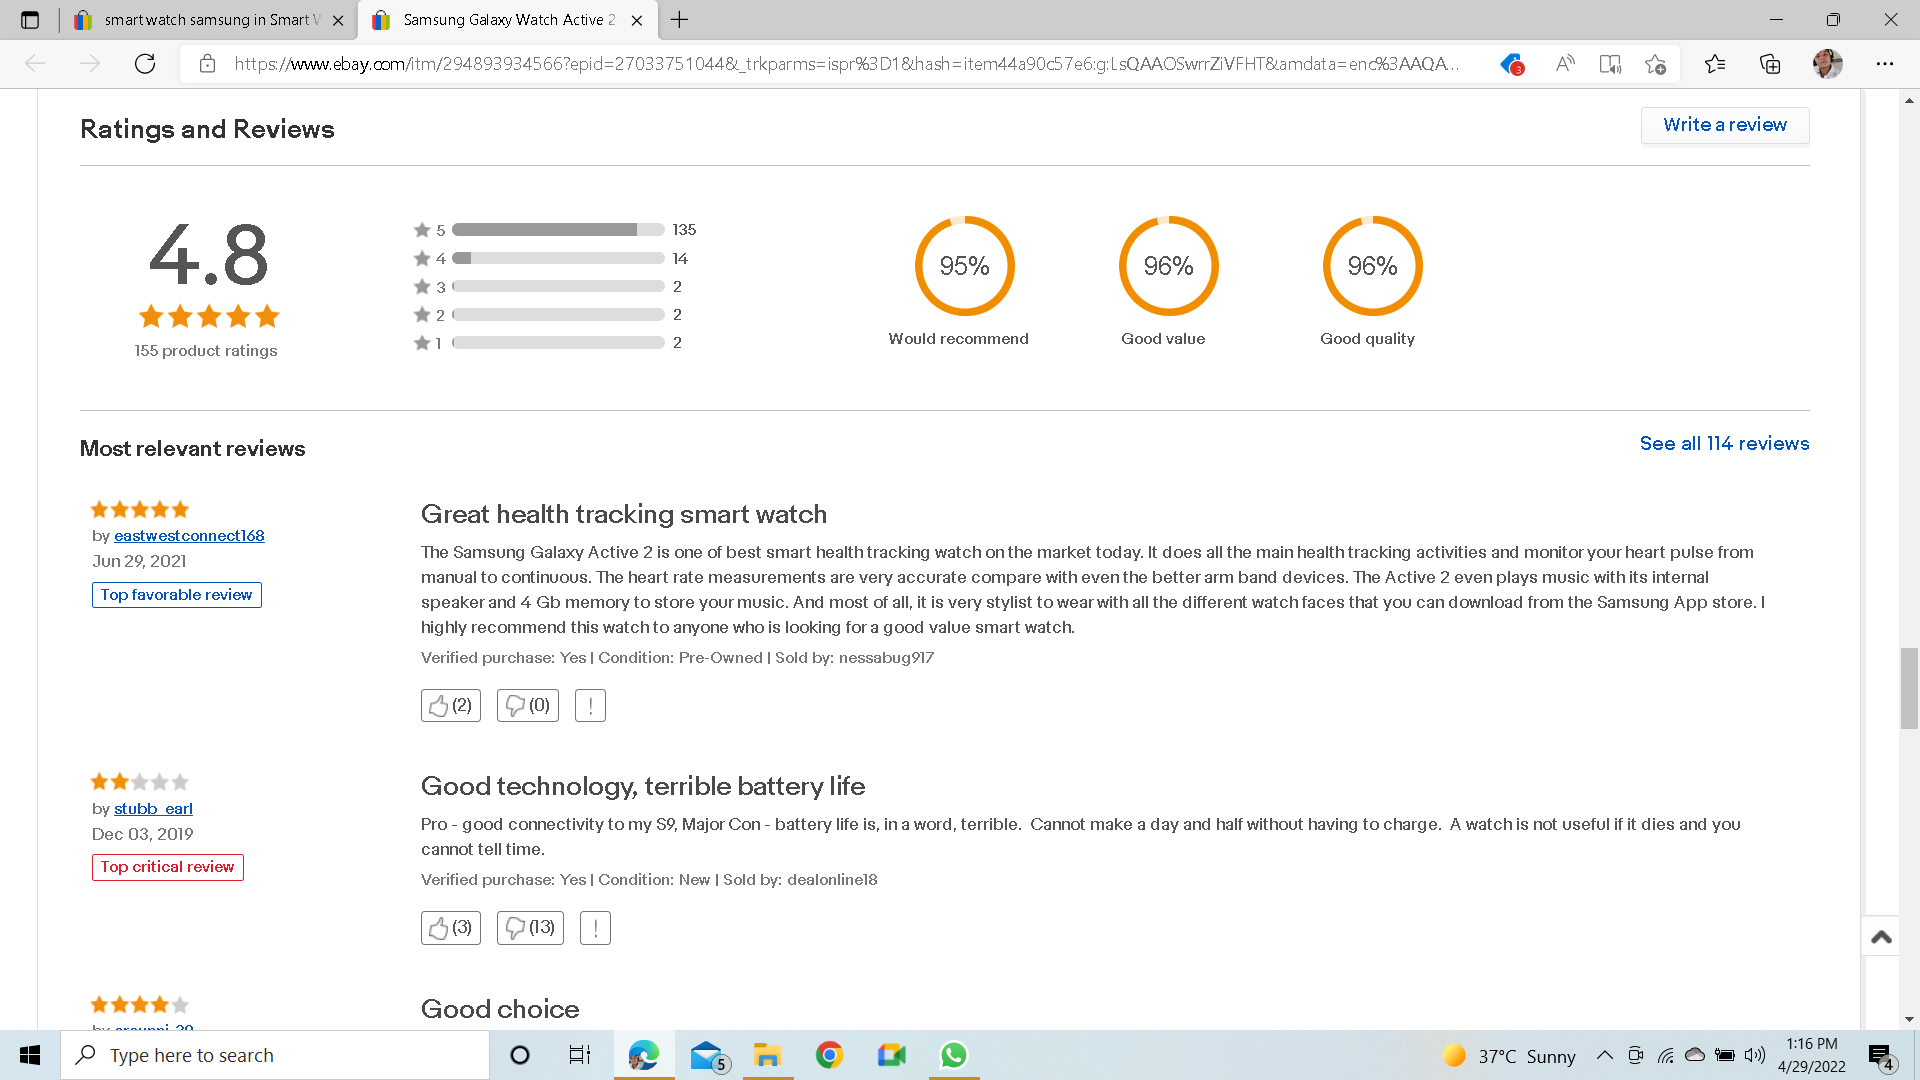 smart watch samsung in Smart W
Samsung Galaxy Watch Active 2
https://www.ebay.com/itm/294893934566?epid=27033751044&_trkparms=ispr%3D1&hash=item44a90c57e6:g:LsQAAOSwrrZiVFHT&amdata=enc%3AAQA...
3
Ratings and Reviews
Write a review
4.8
155 product ratings
5 135
4 14
3 2
2 2
1 2
95%
Would recommend
96%
Good value
96%
Good quality
Most relevant reviews
See all 114 reviews
by eastwestconnect168
Jun 29, 2021
Top favorable review
Great health tracking smart watch
The Samsung Galaxy Active 2 is one of best smart health tracking watch on the market today. It does all the main health tracking activities and monitor your heart pulse from
manual to continuous. The heart rate measurements are very accurate compare with even the better arm band devices. The Active 2 even plays music with its internal
speaker and 4 Gb memory to store your music. And most of all, it is very stylist to wear with all the different watch faces that you can download from the Samsung App store. I
highly recommend this watch to anyone who is looking for a good value smart watch.
Verified purchase: Yes | Condition: Pre-Owned | Sold by: nessabug917
(2) (0) !
by stubb_earl
Dec 03, 2019
Top critical review
Good technology, terrible battery life
Pro - good connectivity to my S9, Major Con - battery life is, in a word, terrible. Cannot make a day and half without having to charge. A watch is not useful if it dies and you
cannot tell time.
Verified purchase: Yes | Condition: New | Sold by: dealonline18
(3) (13) !
Good choice
Type here to search
5
37°C Sunny
1:16 PM
4/29/2022
4